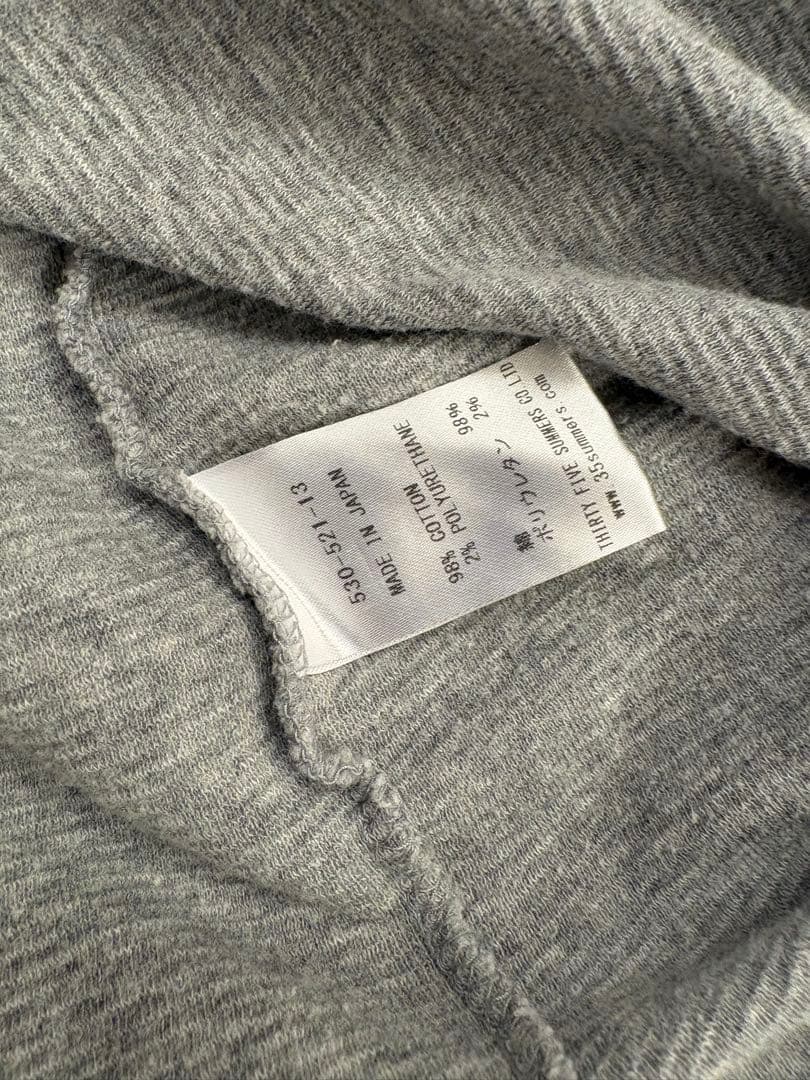 530-521-13
MADE IN JAPAN
98% COTTON
2% POLYURETHANE
綿 98%
ポリウレタン 2%
THIRTY FIVE SUMMERS CO LTD
www.35summers.com